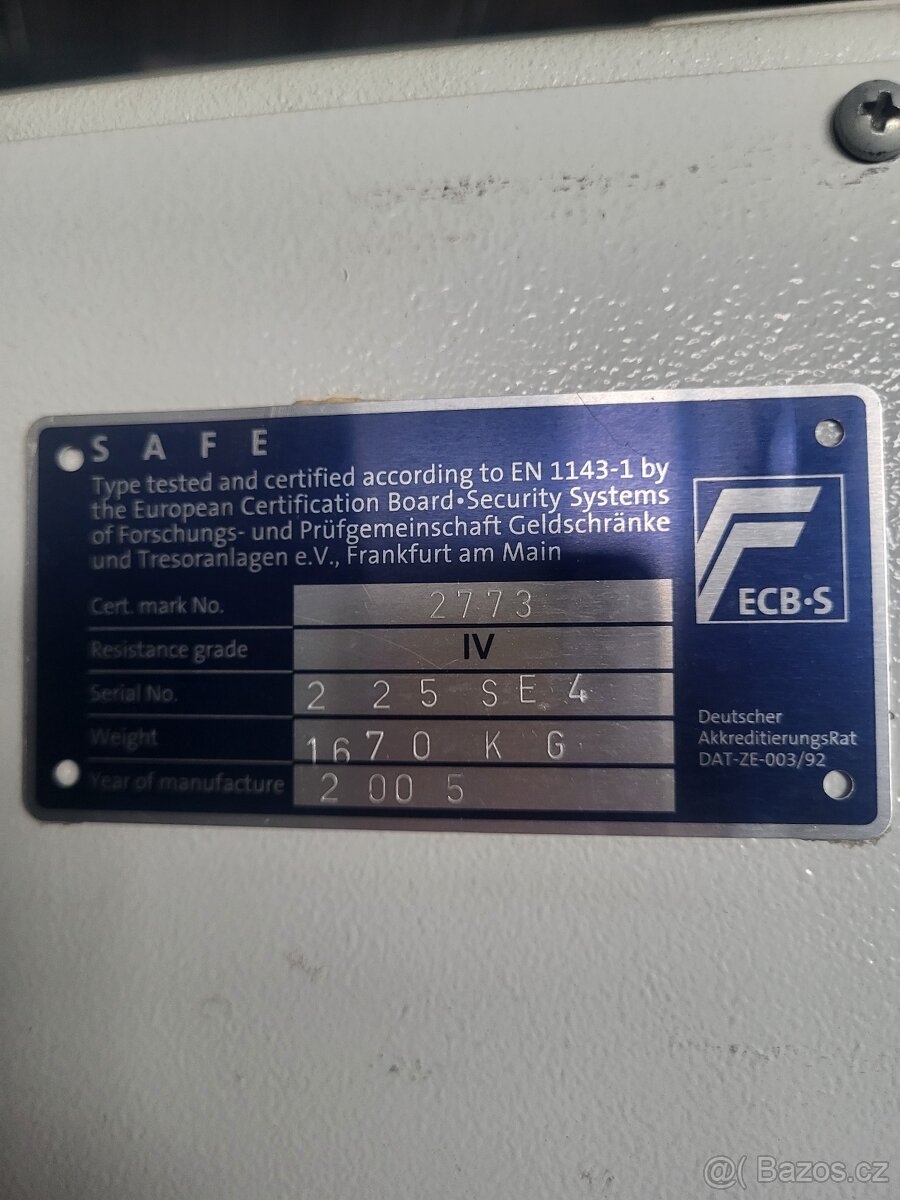 SAFE
Type tested and certified according to EN 1143-1 by
the European Certification Board•Security Systems
of Forschungs- und Prüfgemeinschaft Geldschränke
und Tresoranlagen e.V., Frankfurt am Main
ECB•S
Cert. mark No. 2773
Resistance grade IV
Serial No. 2 25 SE 4
Weight 1670 KG
Year of manufacture 2005
Deutscher
AkkreditierungsRat
DAT-ZE-003/92
@( Bazos.cz